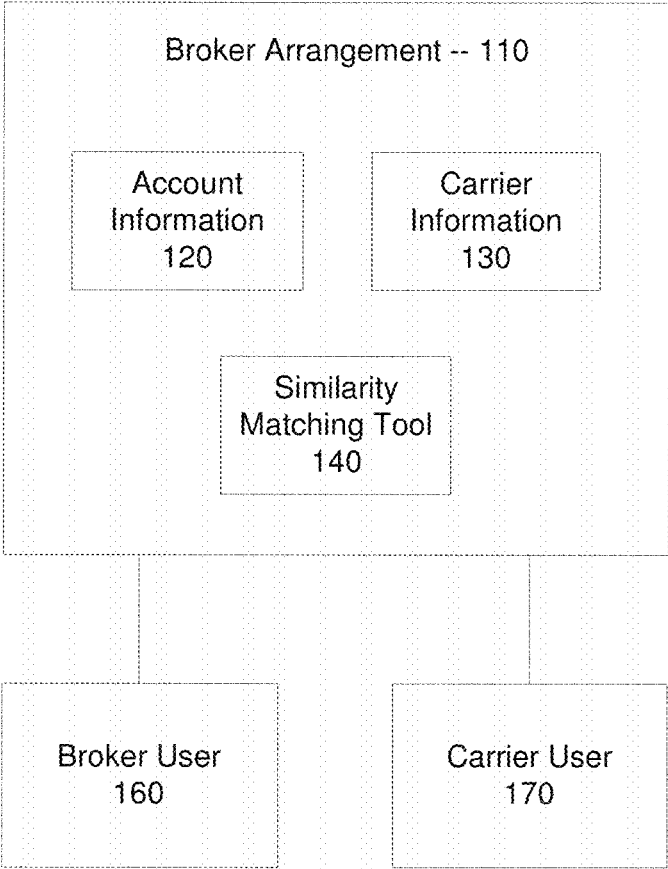 Broker Arrangement -- 110
Account
Information
120
Carrier
Information
130
Similarity
Matching Tool
140
Broker User
160
Carrier User
170